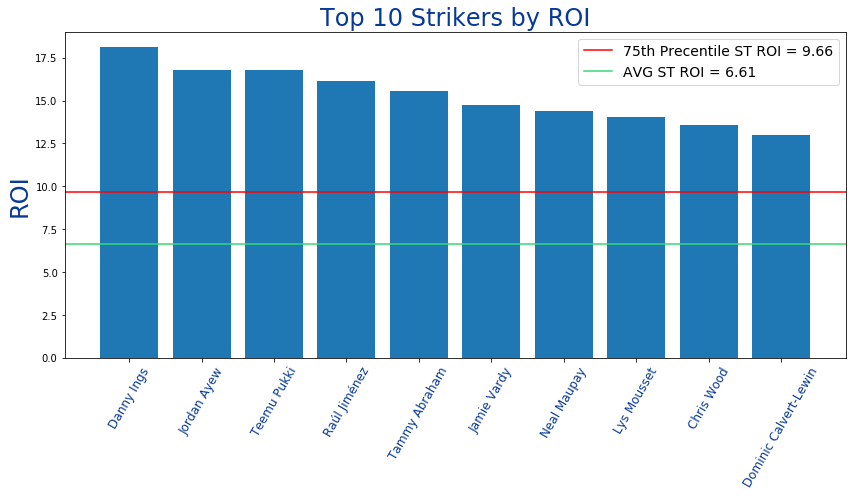 Top 10 Strikers by ROI
75th Precentile ST ROI = 9.66
AVG ST ROI = 6.61
ROI
17.5
15.0
12.5
10.0
7.5
5.0
2.5
0.0
Danny Ings
Jordan Ayew
Teemu Pukki
Raúl Jiménez
Tammy Abraham
Jamie Vardy
Neal Maupay
Lys Mousset
Chris Wood
Dominic Calvert-Lewin